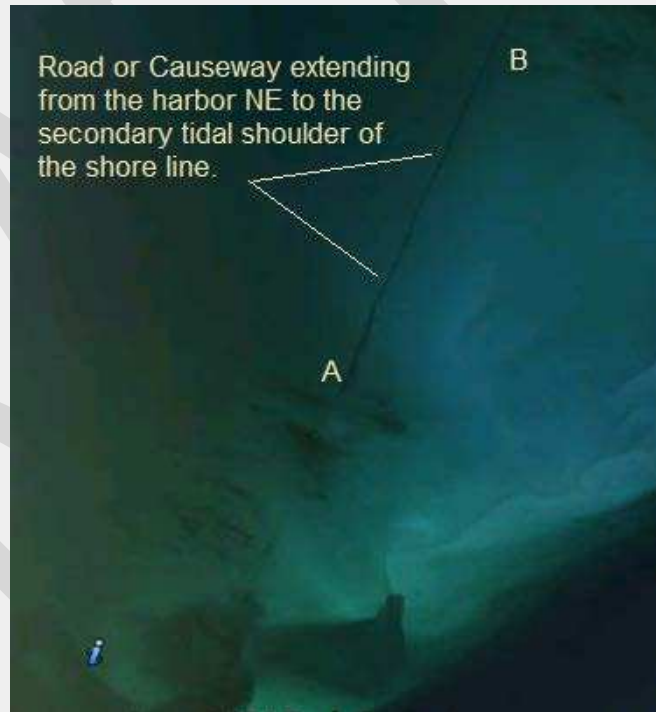 Road or Causeway extending
from the harbor NE to the
secondary tidal shoulder of
the shore line.
B
A
i